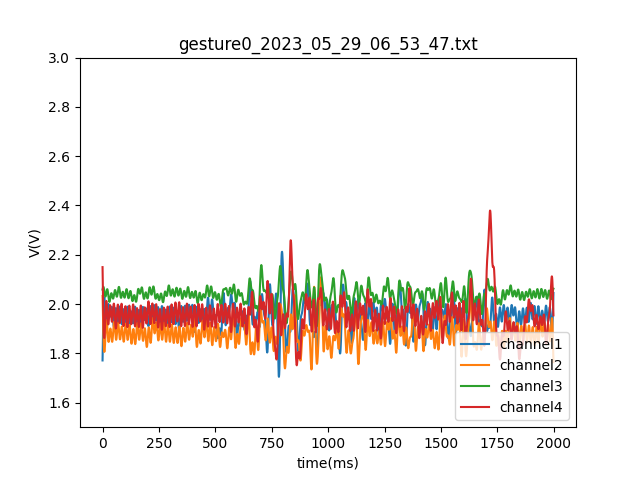 gesture0_2023_05_29_06_53_47.txt
3.0
2.8
2.6
2.4
2.2
2.0
1.8
1.6
V(V)
channel1
channel2
channel3
channel4
0 250 500 750 1000 1250 1500 1750 2000
time(ms)